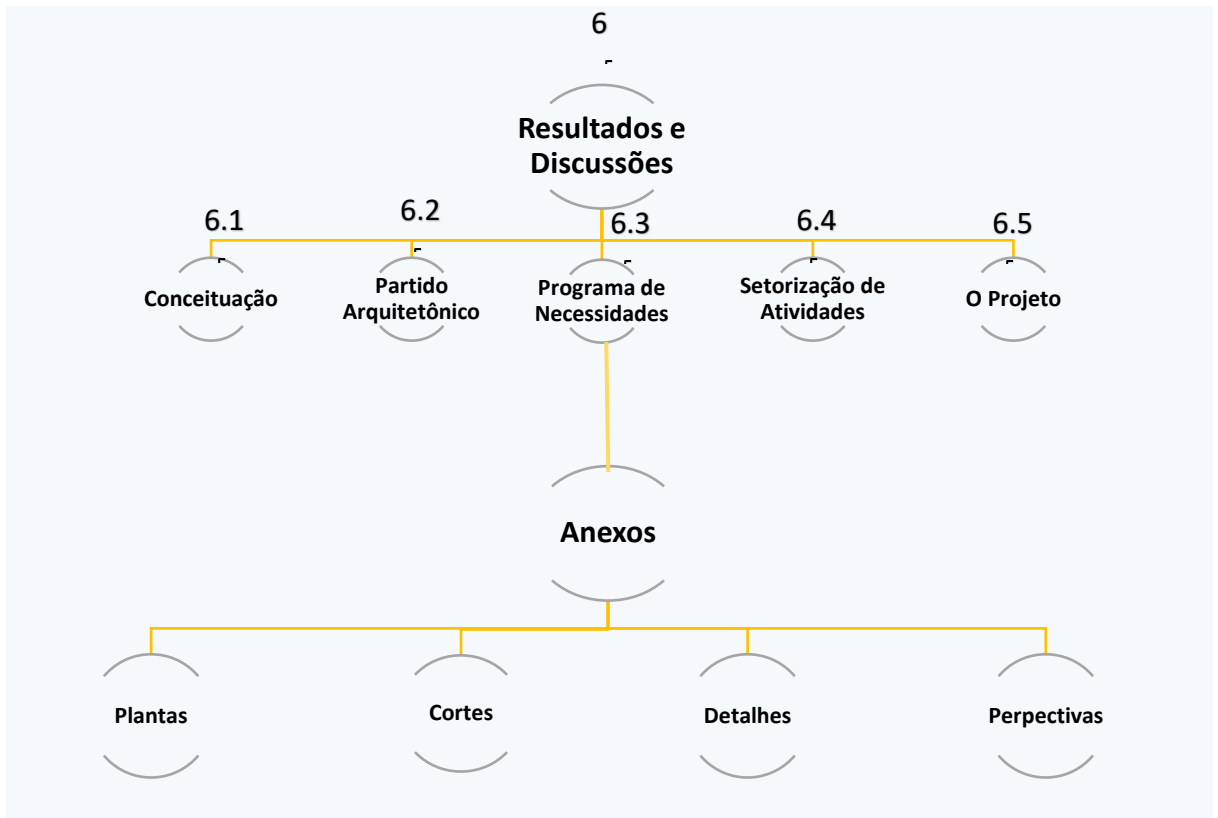 6
Resultados e
Discussões
6.1
6.2
6.3
6.4
6.5
Conceituação
Partido
Arquitetônico
Programa de
Necessidades
Setorização de
Atividades
O Projeto
Anexos
Plantas
Cortes
Detalhes
Perpectivas